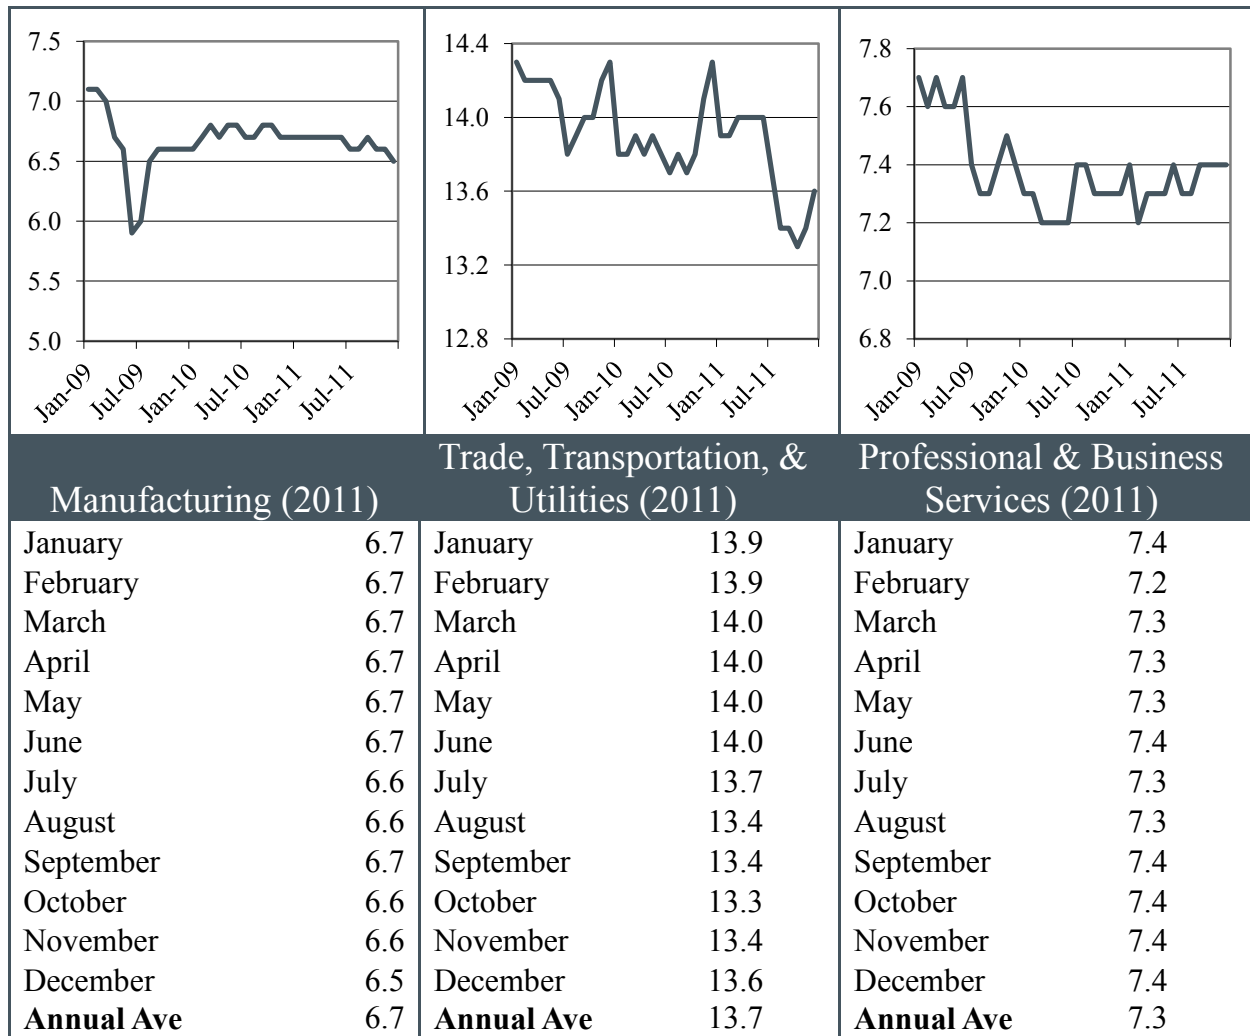 7.5
7.0
6.5
6.0
5.5
5.0
Jan-09
Jul-09
Jan-10
Jul-10
Jan-11
Jul-11
14.4
14.0
13.6
13.2
12.8
Jan-09
Jul-09
Jan-10
Jul-10
Jan-11
Jul-11
7.8
7.6
7.4
7.2
7.0
6.8
Jan-09
Jul-09
Jan-10
Jul-10
Jan-11
Jul-11
Manufacturing (2011)
January 6.7
February 6.7
March 6.7
April 6.7
May 6.7
June 6.7
July 6.6
August 6.6
September 6.7
October 6.6
November 6.6
December 6.5
Annual Ave 6.7
Trade, Transportation, &
Utilities (2011)
January 13.9
February 13.9
March 14.0
April 14.0
May 14.0
June 14.0
July 13.7
August 13.4
September 13.4
October 13.3
November 13.4
December 13.6
Annual Ave 13.7
Professional & Business
Services (2011)
January 7.4
February 7.2
March 7.3
April 7.3
May 7.3
June 7.4
July 7.3
August 7.3
September 7.4
October 7.4
November 7.4
December 7.4
Annual Ave 7.3